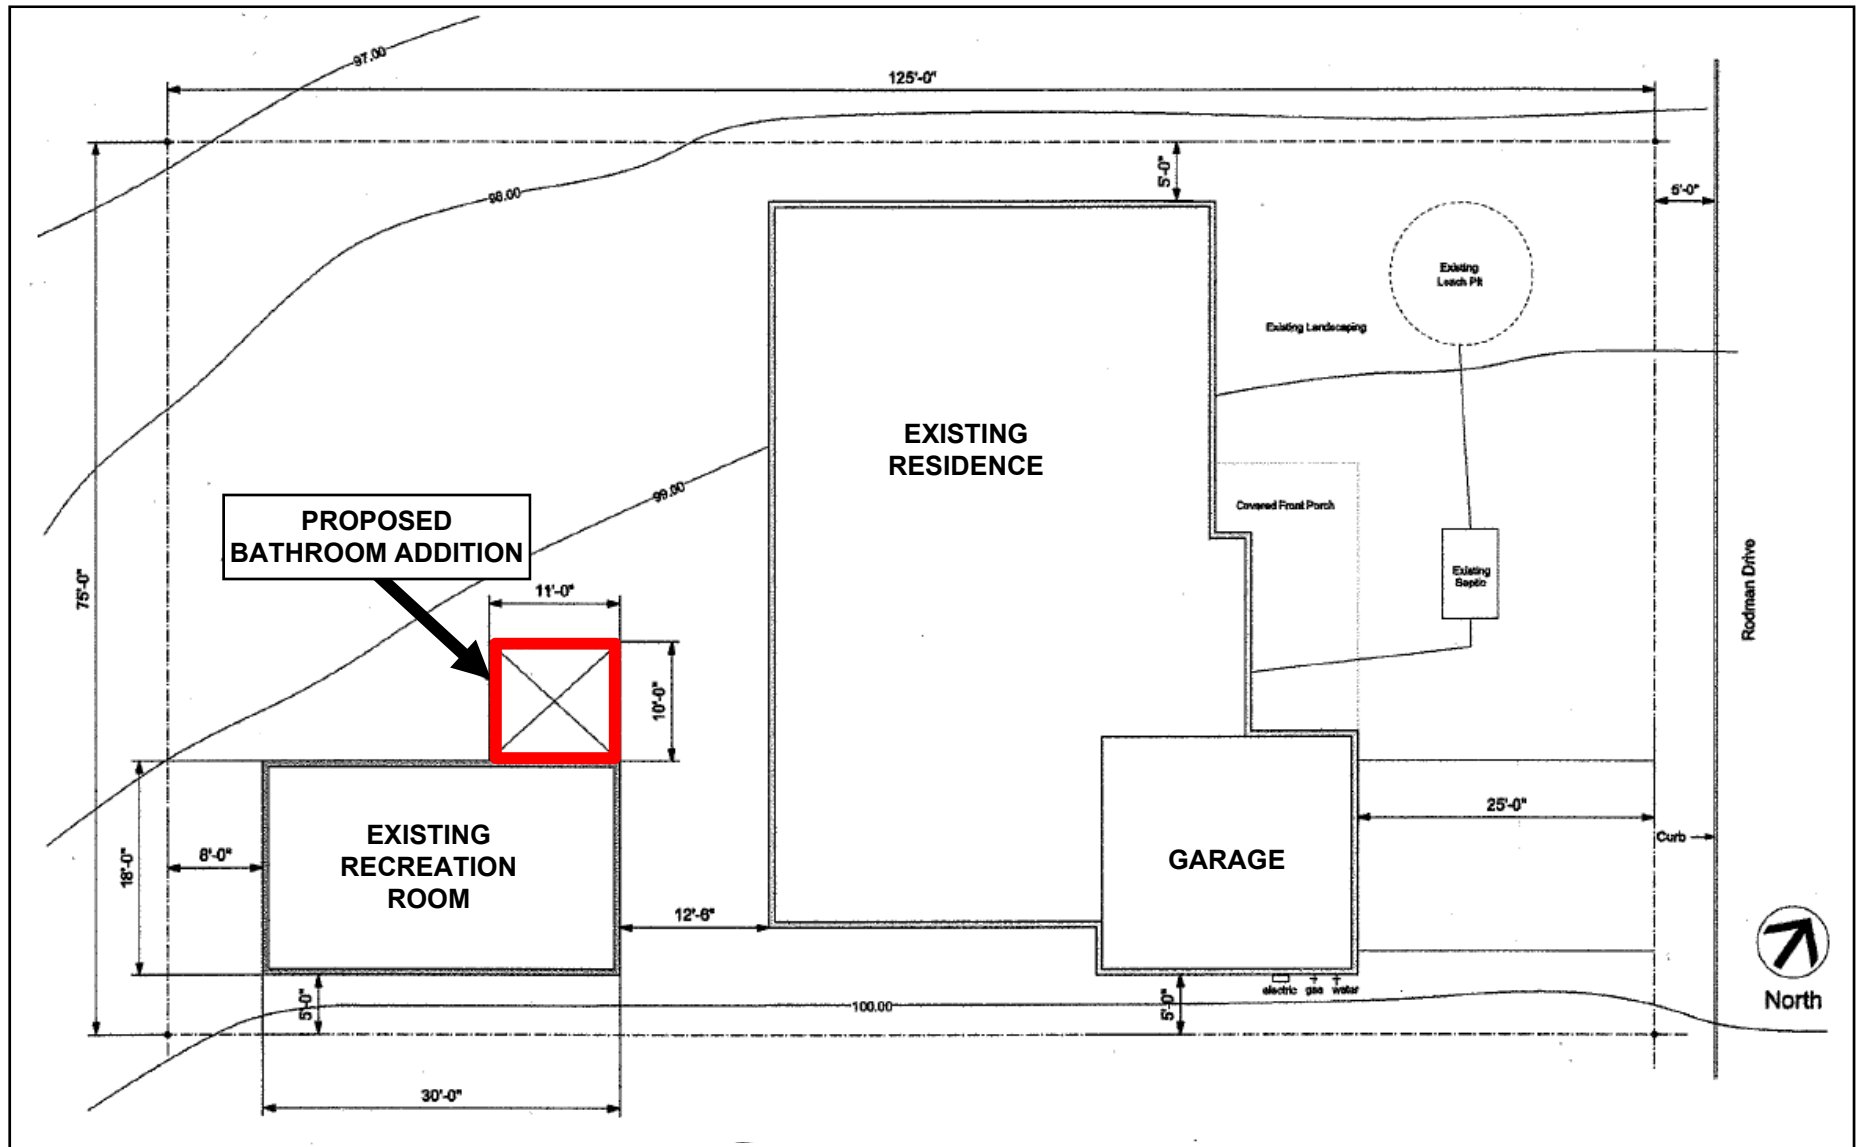 97.00
125'-0"
98.00
5'-0"
5'-0"
Existing
Leach Pit
Existing Landscaping
EXISTING
RESIDENCE
99.00
Covered Front Porch
PROPOSED
BATHROOM ADDITION
Existing
Septic
Rodman Drive
75'-0"
11'-0"
10'-0"
25'-0"
EXISTING
RECREATION
ROOM
18'-0"
8'-0"
GARAGE
Curb
12'-6"
electric gas water
North
5'-0"
100.00
5'-0"
30'-0"